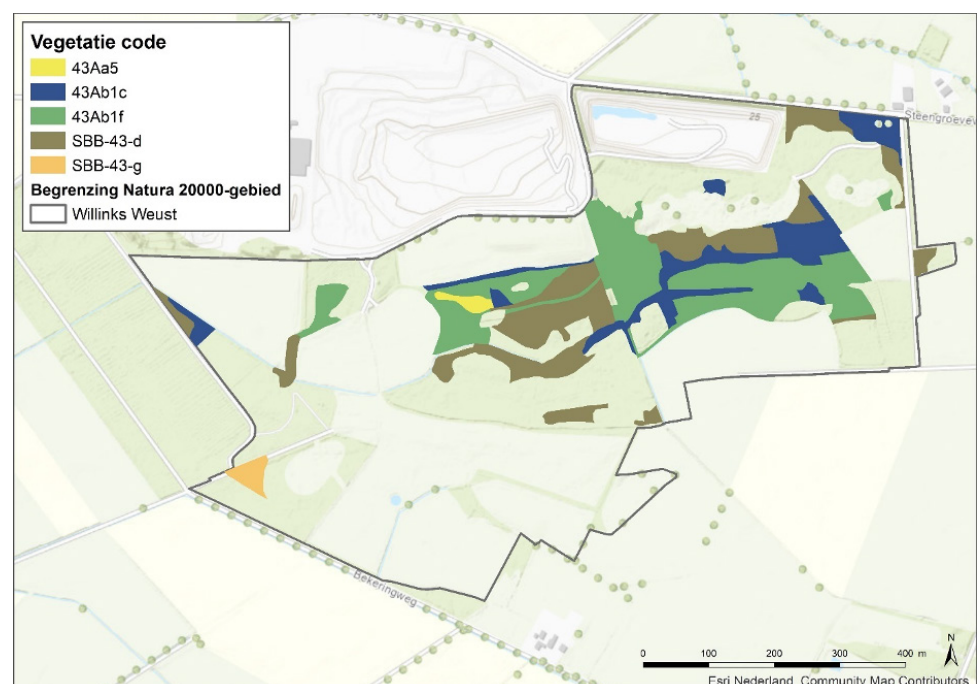 Vegetatie code
43Aa5
43Ab1c
43Ab1f
SBB-43-d
SBB-43-g
Begrenzing Natura 20000-gebied
Willinks Weust
25
Steengroeve
Bekeringweg
N
0 100 200 300 400 m
Esri Nederland, Community Map Contributors